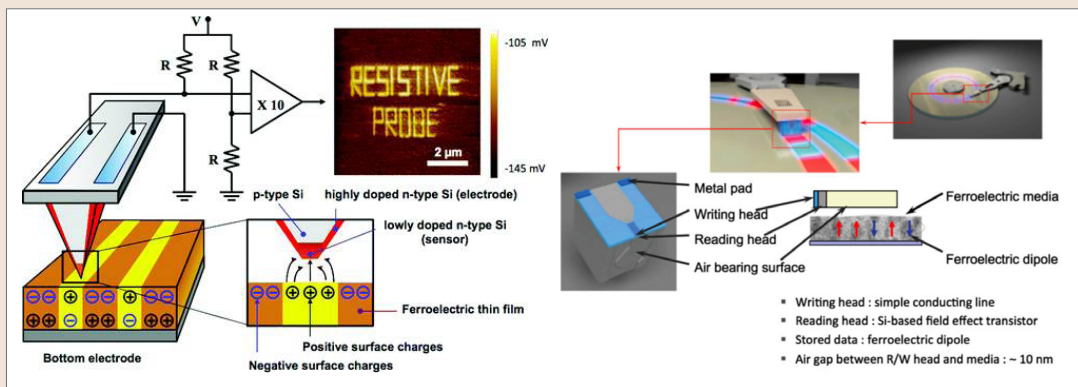 V
R
R
R
X 10
RESISTIVE
PROBE
2 µm
-105 mV
-145 mV
p-type Si
highly doped n-type Si (electrode)
lowly doped n-type Si
(sensor)
Ferroelectric thin film
Positive surface charges
Negative surface charges
Bottom electrode
Metal pad
Writing head
Reading head
Air bearing surface
Ferroelectric media
Ferroelectric dipole
▪ Writing head : simple conducting line
▪ Reading head : Si-based field effect transistor
▪ Stored data : ferroelectric dipole
▪ Air gap between R/W head and media : ~ 10 nm